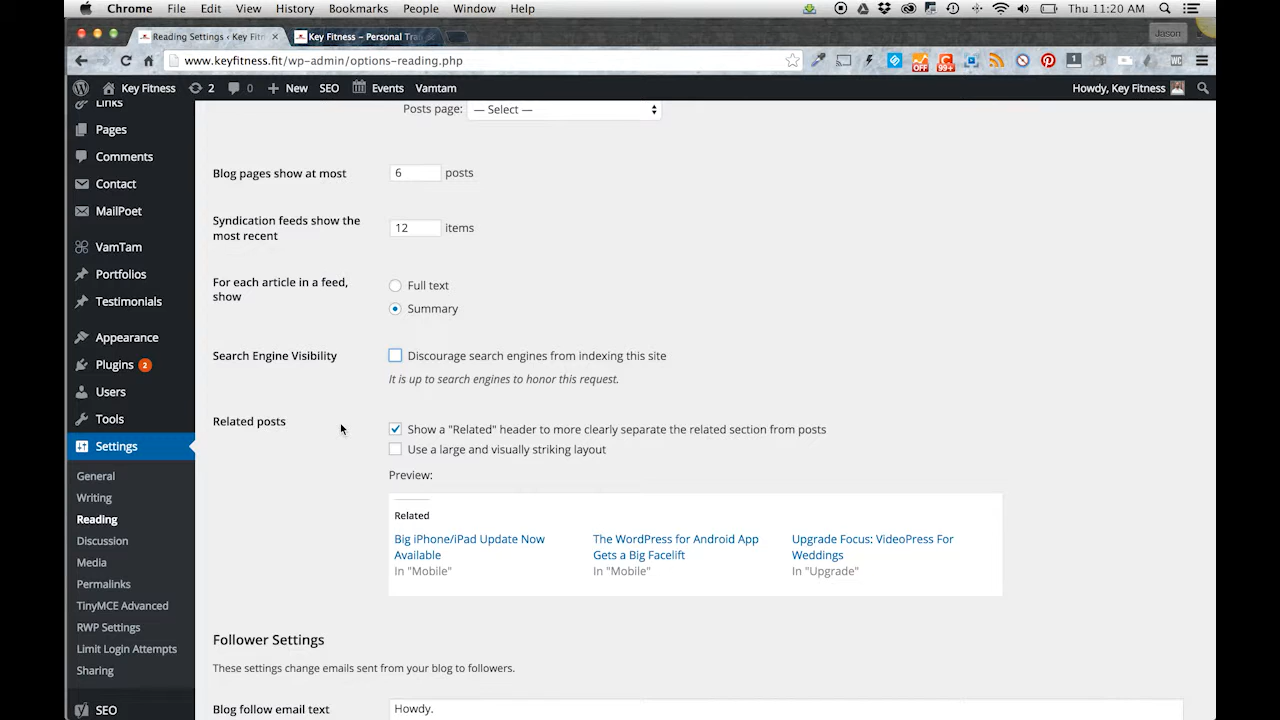 Chrome File Edit View History Bookmarks People Window Help Thu 11:20 AM
Reading Settings ‹ Key Fitn
Key Fitness – Personal Trai
Jason
www.keyfitness.fit/wp-admin/options-reading.php
OFF 99+ 1 WC
Key Fitness 2 0 New SEO Events Vamtam Howdy, Key Fitness
Links
Pages
Comments
Contact
MailPoet
VamTam
Portfolios
Testimonials
Appearance
Plugins 2
Users
Tools
Settings
General
Writing
Reading
Discussion
Media
Permalinks
TinyMCE Advanced
RWP Settings
Limit Login Attempts
Sharing
SEO
Posts page: — Select —
Blog pages show at most 6 posts
Syndication feeds show the
most recent
12 items
For each article in a feed,
show
Full text
Summary
Search Engine Visibility Discourage search engines from indexing this site
It is up to search engines to honor this request.
Related posts Show a "Related" header to more clearly separate the related section from posts
Use a large and visually striking layout
Preview:
Related
Big iPhone/iPad Update Now
Available
In "Mobile"
The WordPress for Android App
Gets a Big Facelift
In "Mobile"
Upgrade Focus: VideoPress For
Weddings
In "Upgrade"
Follower Settings
These settings change emails sent from your blog to followers.
Blog follow email text Howdy.